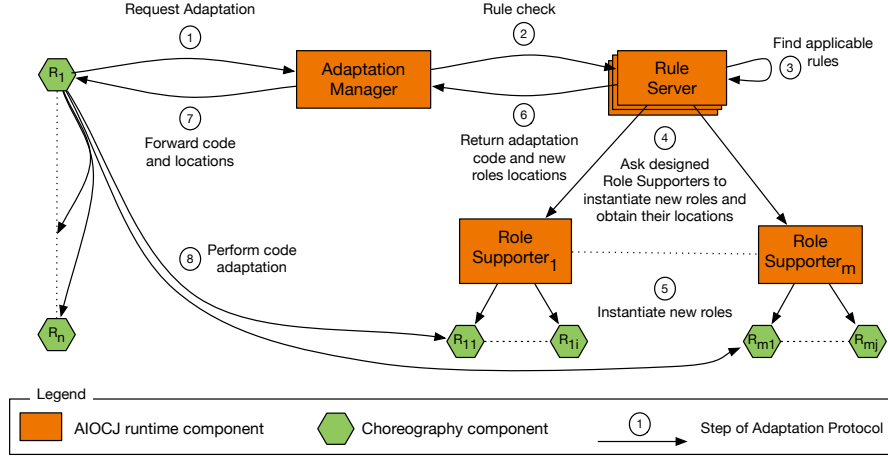 Request Adaptation
1
Rule check
2
Find applicable
3
rules
R1
Adaptation
Manager
Rule
Server
7
Forward code
and locations
6
Return adaptation
code and new
roles locations
4
Ask designed
Role Supporters to
instantiate new roles and
obtain their locations
8
Perform code
adaptation
Role
Supporter1
Role
Supporterm
5
Instantiate new roles
Rn
R11
R1i
Rm1
Rmj
Legend
AIOCJ runtime component
Choreography component
1
Step of Adaptation Protocol